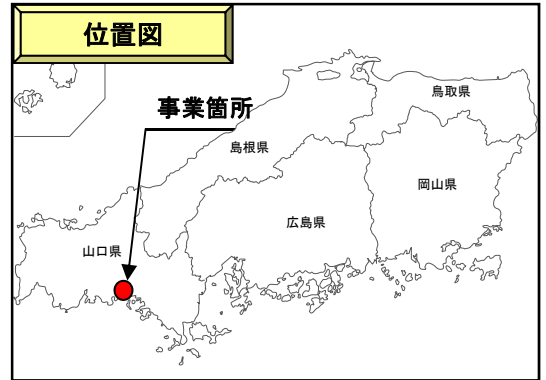 位置図
事業箇所
鳥取県
島根県
岡山県
広島県
山口県